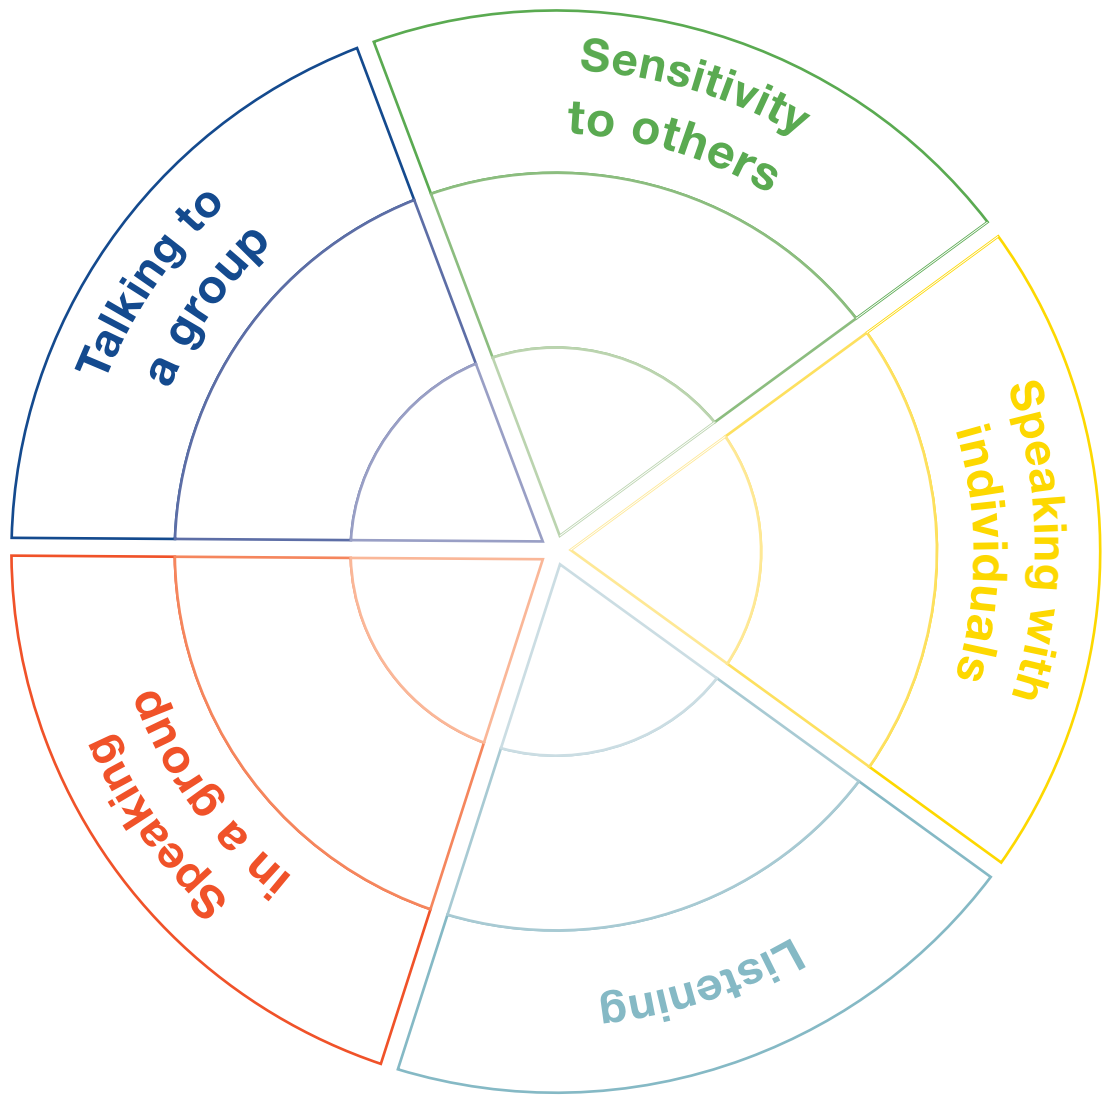 Sensitivity
to others
Speaking with
individuals
Listening
Speaking
in a group
Talking to
a group